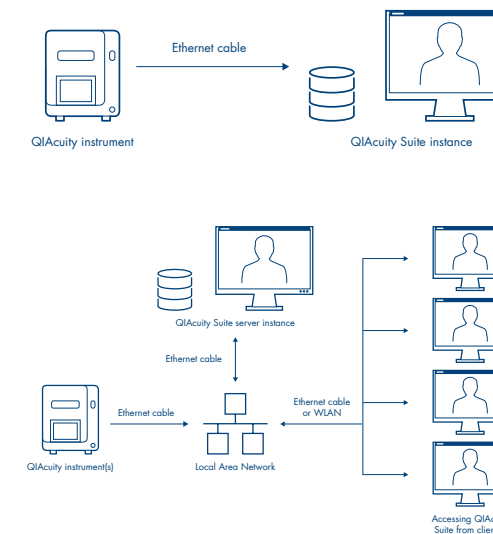 Ethernet cable
QIAcuity instrument
QIAcuity Suite instance
QIAcuity Suite server instance
Ethernet cable
Ethernet cable
Ethernet cable
or WLAN
QIAcuity instrument(s)
Local Area Network
Accessing
Suite from